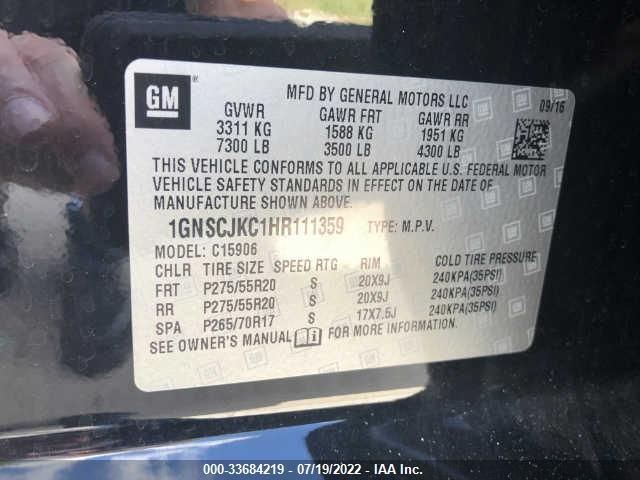 GM ®
MFD BY GENERAL MOTORS LLC 09/16
GVWR GAWR FRT GAWR RR
3311 KG 1588 KG 1951 KG
7300 LB 3500 LB 4300 LB
THIS VEHICLE CONFORMS TO ALL APPLICABLE U.S. FEDERAL MOTOR
VEHICLE SAFETY STANDARDS IN EFFECT ON THE DATE OF
MANUFACTURE SHOWN ABOVE.
1GNSCJKC1HR111359 TYPE: M.P.V.
MODEL: C15906
CHLR TIRE SIZE SPEED RTG RIM COLD TIRE PRESSURE
FRT P275/55R20 S 20X9J 240KPA(35PSI)
RR P275/55R20 S 20X9J 240KPA(35PSI)
SPA P265/70R17 S 17X7.5J 240KPA(35PSI)
SEE OWNER'S MANUAL FOR MORE INFORMATION.
000-33684219 - 07/19/2022 - IAA Inc.